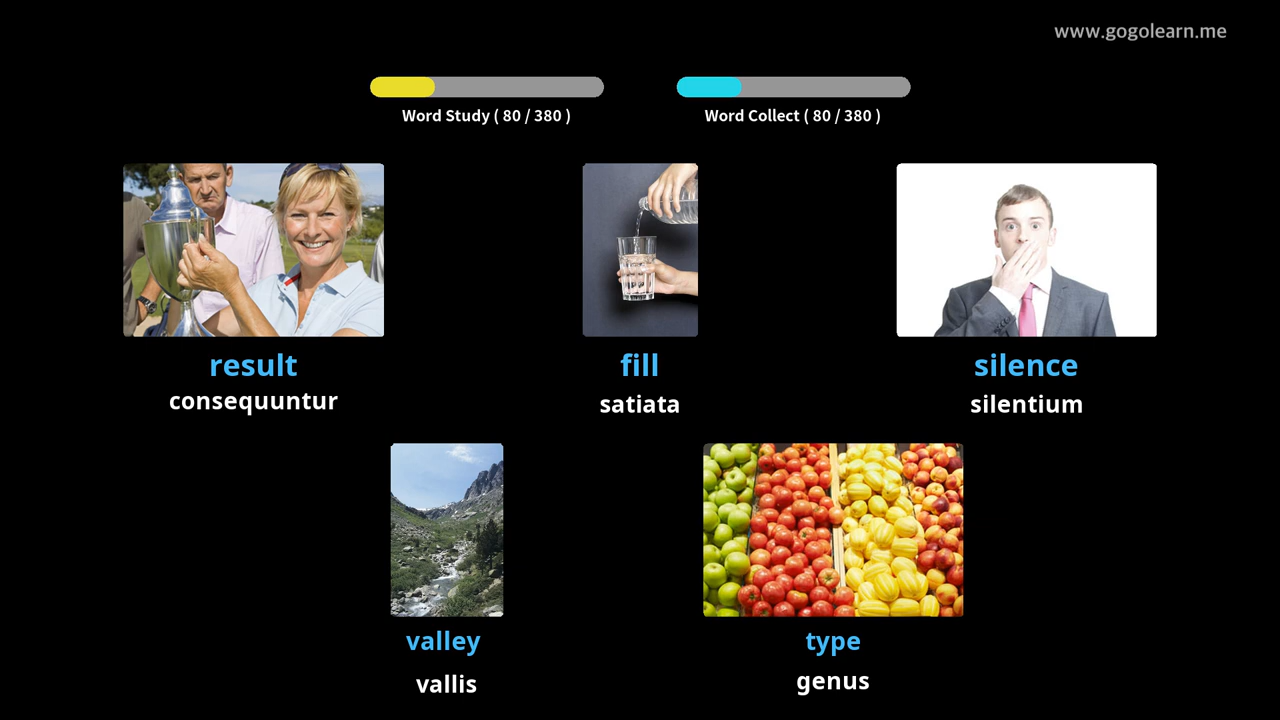 www.gogolearn.me
Word Study ( 80 / 380 )
Word Collect ( 80 / 380 )
result
consequuntur
fill
satiata
silence
silentium
valley
vallis
type
genus